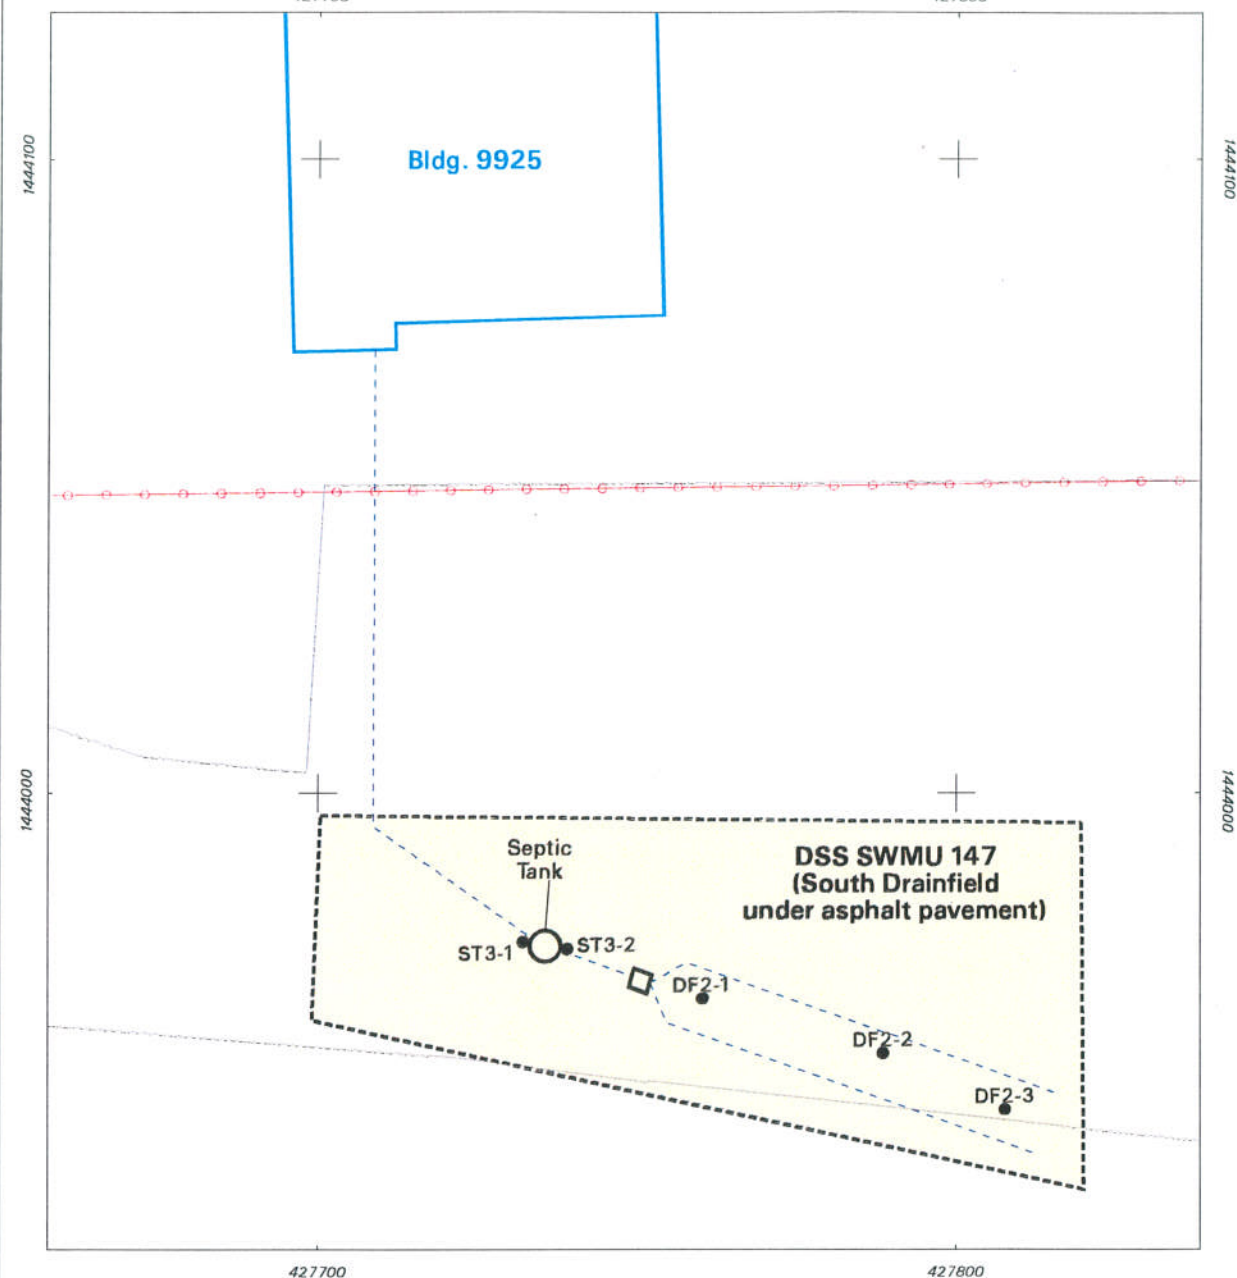 1444100
Bldg. 9925
1444100
1444000
1444000
Septic
Tank
DSS SWMU 147
(South Drainfield
under asphalt pavement)
ST3-1
ST3-2
DF2-1
DF2-2
DF2-3
427700
427800